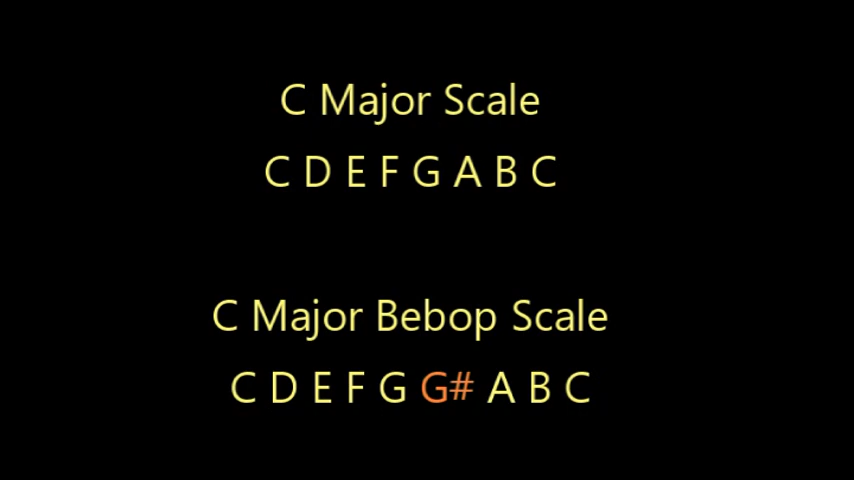 C Major Scale
C D E F G A B C
C Major Bebop Scale
C D E F G G# A B C